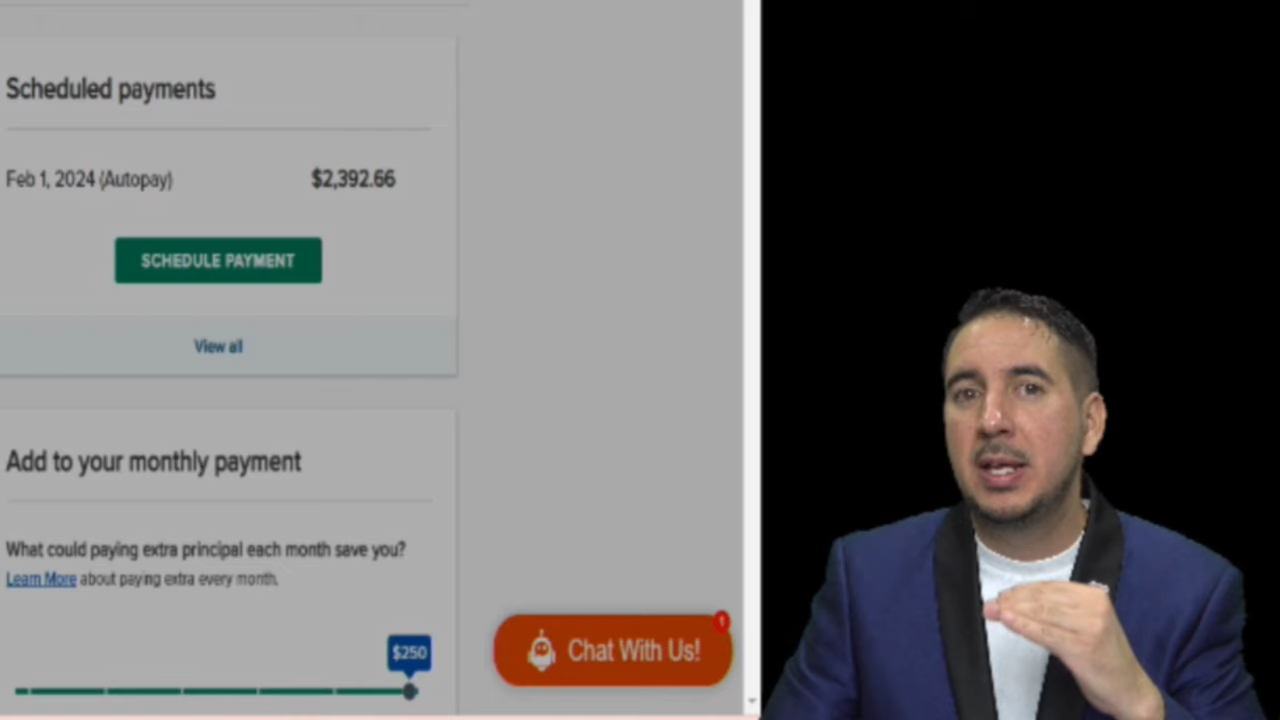 Scheduled payments
Feb 1, 2024 (Autopay) $2,392.66
SCHEDULE PAYMENT
View all
Add to your monthly payment
What could paying extra principal each month save you?
Learn More about paying extra every month.
$250
Chat With Us!
1